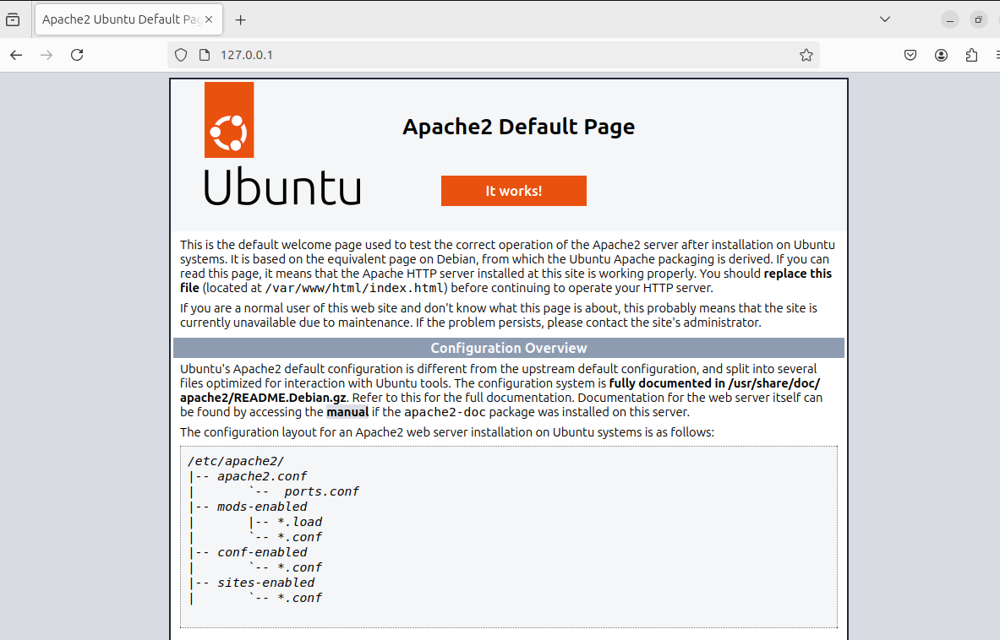 Apache2 Ubuntu Default Pag
127.0.0.1
Apache2 Default Page
Ubuntu
It works!
This is the default welcome page used to test the correct operation of the Apache2 server after installation on Ubuntu
systems. It is based on the equivalent page on Debian, from which the Ubuntu Apache packaging is derived. If you can
read this page, it means that the Apache HTTP server installed at this site is working properly. You should replace this
file (located at /var/www/html/index.html) before continuing to operate your HTTP server.
If you are a normal user of this web site and don't know what this page is about, this probably means that the site is
currently unavailable due to maintenance. If the problem persists, please contact the site's administrator.
Configuration Overview
Ubuntu's Apache2 default configuration is different from the upstream default configuration, and split into several
files optimized for interaction with Ubuntu tools. The configuration system is fully documented in /usr/share/doc/
apache2/README.Debian.gz. Refer to this for the full documentation. Documentation for the web server itself can
be found by accessing the manual if the apache2-doc package was installed on this server.
The configuration layout for an Apache2 web server installation on Ubuntu systems is as follows:
/etc/apache2/
|-- apache2.conf
|       `--  ports.conf
|-- mods-enabled
|       |-- *.load
|       `-- *.conf
|-- conf-enabled
|       `-- *.conf
|-- sites-enabled
|       `-- *.conf